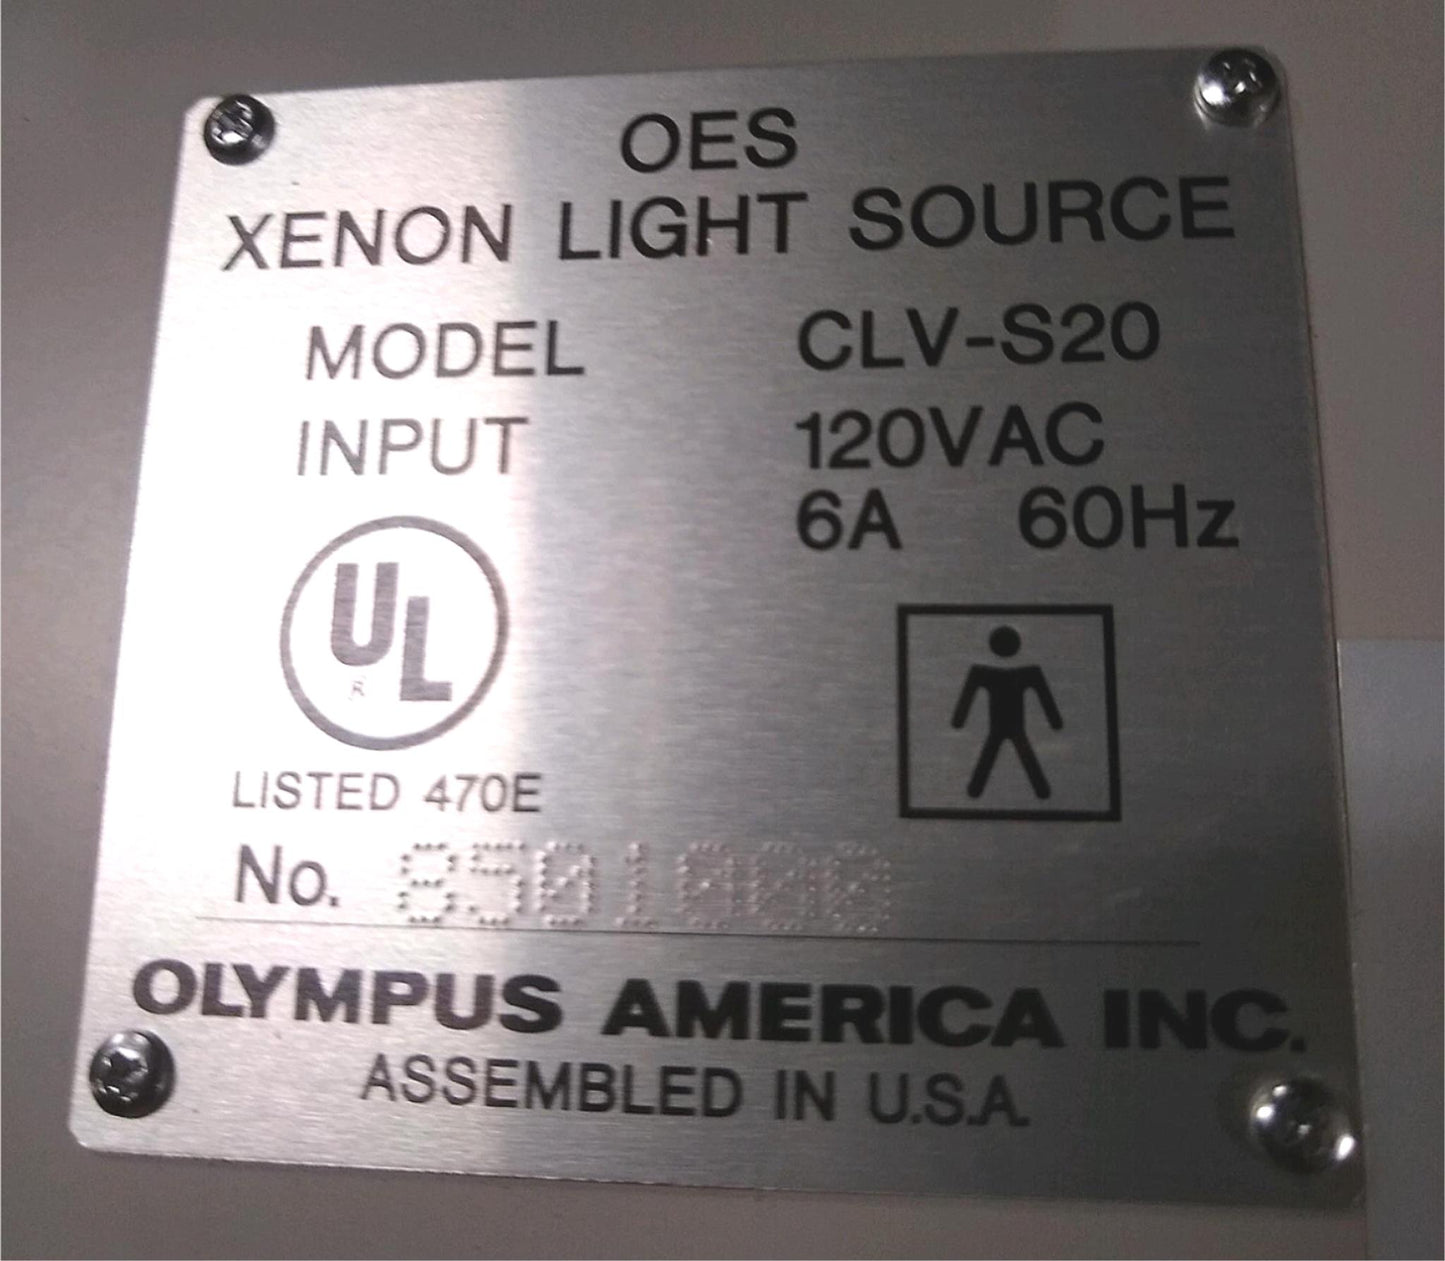 OES
XENON LIGHT SOURCE
MODEL CLV-S20
INPUT 120VAC
6A 60Hz
UL
R
LISTED 470E
No. 8501000
OLYMPUS AMERICA INC.
ASSEMBLED IN U.S.A.